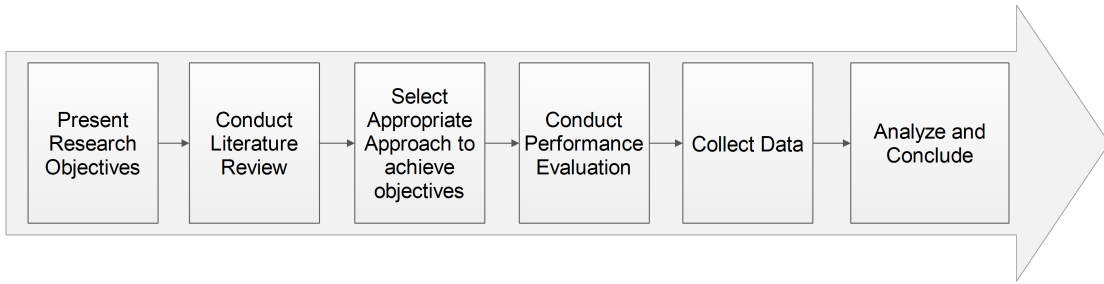 Present
Research
Objectives
Conduct
Literature
Review
Select
Appropriate
Approach to
achieve
objectives
Conduct
Performance
Evaluation
Collect Data
Analyze and
Conclude